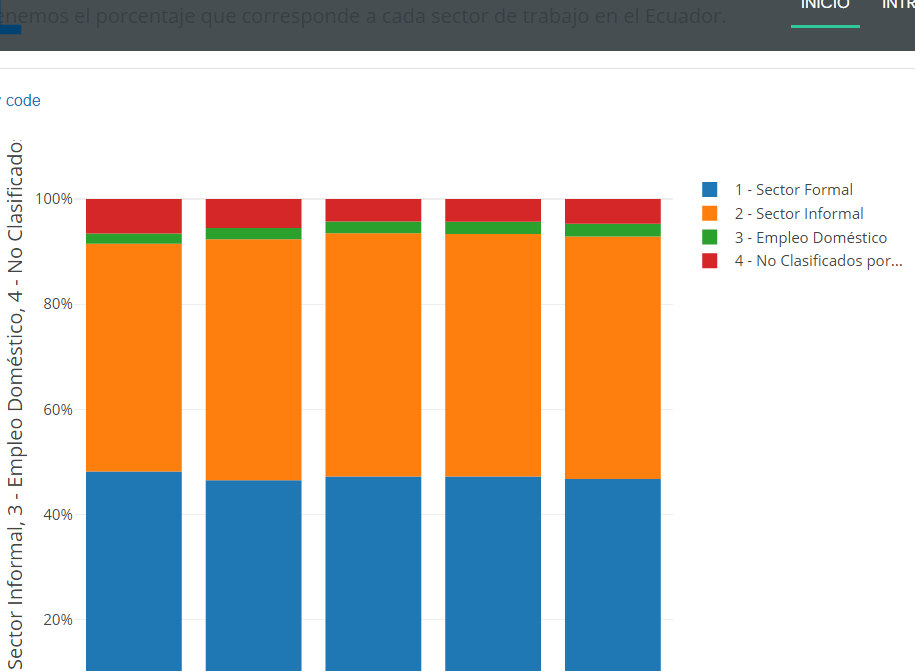 enemos el porcentaje que corresponde a cada sector de trabajo en el Ecuador.
INICIO
INTR
code
Sector Informal, 3 - Empleo Doméstico, 4 - No Clasificado
100%
80%
60%
40%
20%
1 - Sector Formal
2 - Sector Informal
3 - Empleo Doméstico
4 - No Clasificados por...